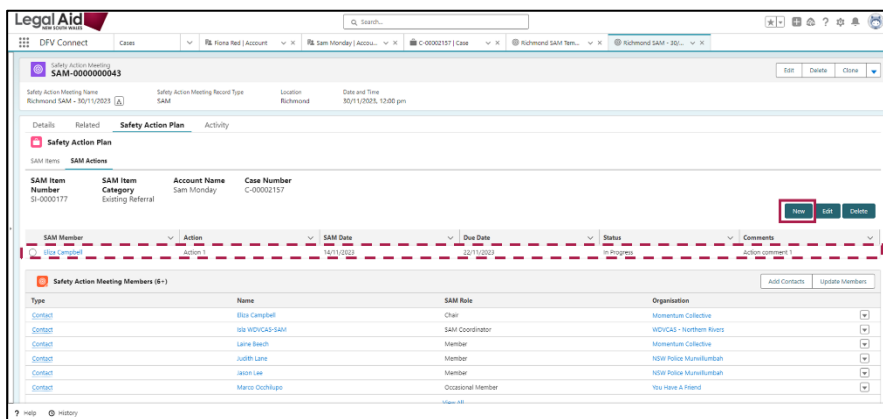 Legal Aid
NEW SOUTH WALES
Search...
DFV Connect Cases Fiona Red | Account Sam Monday | Accou... C-00002157 | Case Richmond SAM Tem... Richmond SAM - 30/...
Safety Action Meeting
SAM-0000000043
Edit Delete Clone
Safety Action Meeting Name Safety Action Meeting Record Type Location Date and Time
Richmond SAM - 30/11/2023 SAM Richmond 30/11/2023, 12:00 pm
Details Related Safety Action Plan Activity
Safety Action Plan
SAM Items SAM Actions
SAM Item Number SAM Item Category Account Name Case Number
SI-0000177 Existing Referral Sam Monday C-00002157
New Edit Delete
SAM Member Action SAM Date Due Date Status Comments
Eliza Campbell Action 1 14/11/2023 22/11/2023 In Progress Action comment 1
Safety Action Meeting Members (6+)
Add Contacts Update Members
Type Name SAM Role Organisation
Contact Eliza Campbell Chair Momentum Collective
Contact Isla WDVCAS-SAM SAM Coordinator WDVCAS - Northern Rivers
Contact Laine Beech Member Momentum Collective
Contact Judith Lane Member NSW Police Murwillumbah
Contact Jason Lee Member NSW Police Murwillumbah
Contact Marco Occhilupo Occasional Member You Have A Friend
View All
? Help History